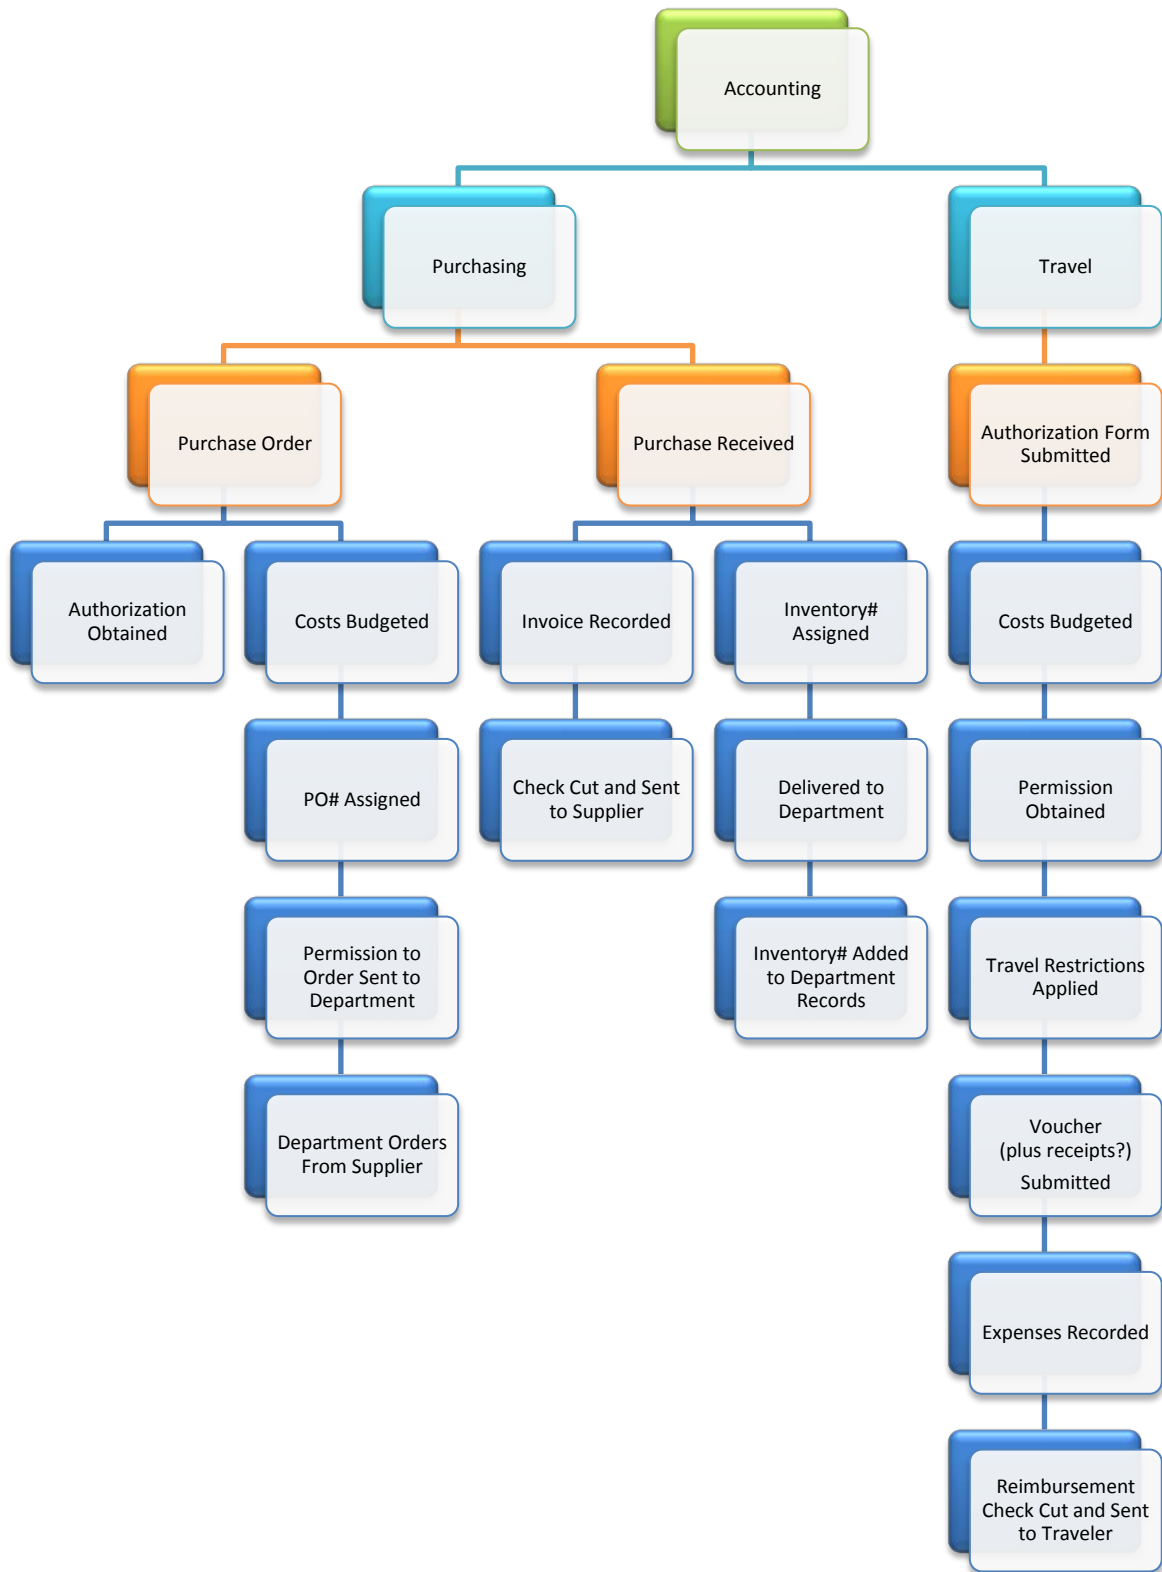 Accounting
Purchasing
Travel
Purchase Order
Purchase Received
Authorization Form
Submitted
Authorization
Obtained
Costs Budgeted
Invoice Recorded
Inventory#
Assigned
Costs Budgeted
PO# Assigned
Check Cut and Sent
to Supplier
Delivered to
Department
Permission
Obtained
Permission to
Order Sent to
Department
Inventory# Added
to Department
Records
Travel Restrictions
Applied
Department Orders
From Supplier
Voucher
(plus receipts?)
Submitted
Expenses Recorded
Reimbursement
Check Cut and Sent
to Traveler